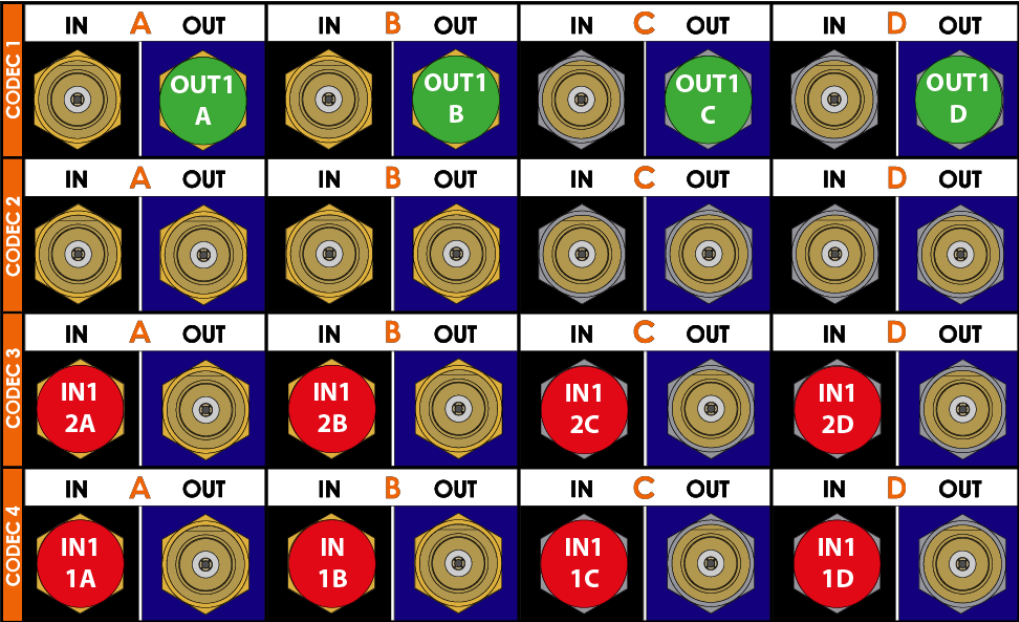 IN A OUT IN B OUT IN C OUT IN D OUT
CODEC 1
OUT1 A
OUT1 B
OUT1 C
OUT1 D
IN A OUT IN B OUT IN C OUT IN D OUT
CODEC 2
IN A OUT IN B OUT IN C OUT IN D OUT
CODEC 3
IN1 2A
IN1 2B
IN1 2C
IN1 2D
IN A OUT IN B OUT IN C OUT IN D OUT
CODEC 4
IN1 1A
IN 1B
IN1 1C
IN1 1D